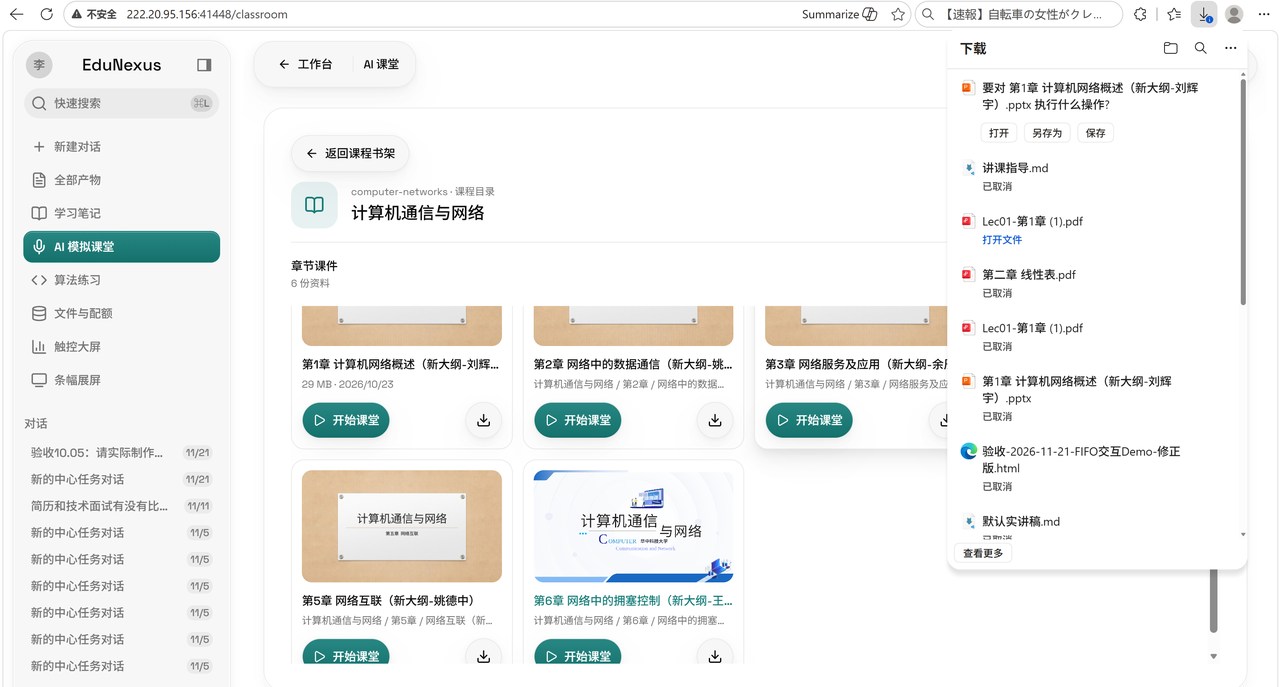 不安全 222.20.95.156:41448/classroom
Summarize
【速報】自転車の女性がクレ...
李
EduNexus
快速搜索
⌘L
新建对话
全部产物
学习笔记
AI 模拟课堂
算法练习
文件与配额
触控大屏
条幅展屏
对话
验收10.05：请实际制作... 11/21
新的中心任务对话 11/21
简历和技术面试有没有比... 11/11
新的中心任务对话 11/5
新的中心任务对话 11/5
新的中心任务对话 11/5
新的中心任务对话 11/5
新的中心任务对话 11/5
新的中心任务对话 11/5
工作台
AI 课堂
返回课程书架
computer-networks · 课程目录
计算机通信与网络
章节课件
6 份资料
第1章 计算机网络概述（新大纲-刘辉...
29 MB · 2026/10/23
开始课堂
第2章 网络中的数据通信（新大纲-姚...
计算机通信与网络 / 第2章 / 网络中的数据...
开始课堂
第3章 网络服务及应用（新大纲-余
计算机通信与网络 / 第3章 / 网络服务及应
开始课堂
计算机通信与网络
第五章 网络互联
第5章 网络互联（新大纲-姚德中）
计算机通信与网络 / 第5章 / 网络互联（新...
开始课堂
计算机通信
与网络
COMPUTER 华中科技大学
Communication and Network
第6章 网络中的拥塞控制（新大纲-王...
计算机通信与网络 / 第6章 / 网络中的拥塞...
开始课堂
下载
要对 第1章 计算机网络概述（新大纲-刘辉
宇）.pptx 执行什么操作?
打开
另存为
保存
讲课指导.md
已取消
Lec01-第1章 (1).pdf
打开文件
第二章 线性表.pdf
已取消
Lec01-第1章 (1).pdf
已取消
第1章 计算机网络概述（新大纲-刘辉
宇）.pptx
已取消
验收-2026-11-21-FIFO交互Demo-修正
版.html
已取消
默认实讲稿.md
已取消
查看更多